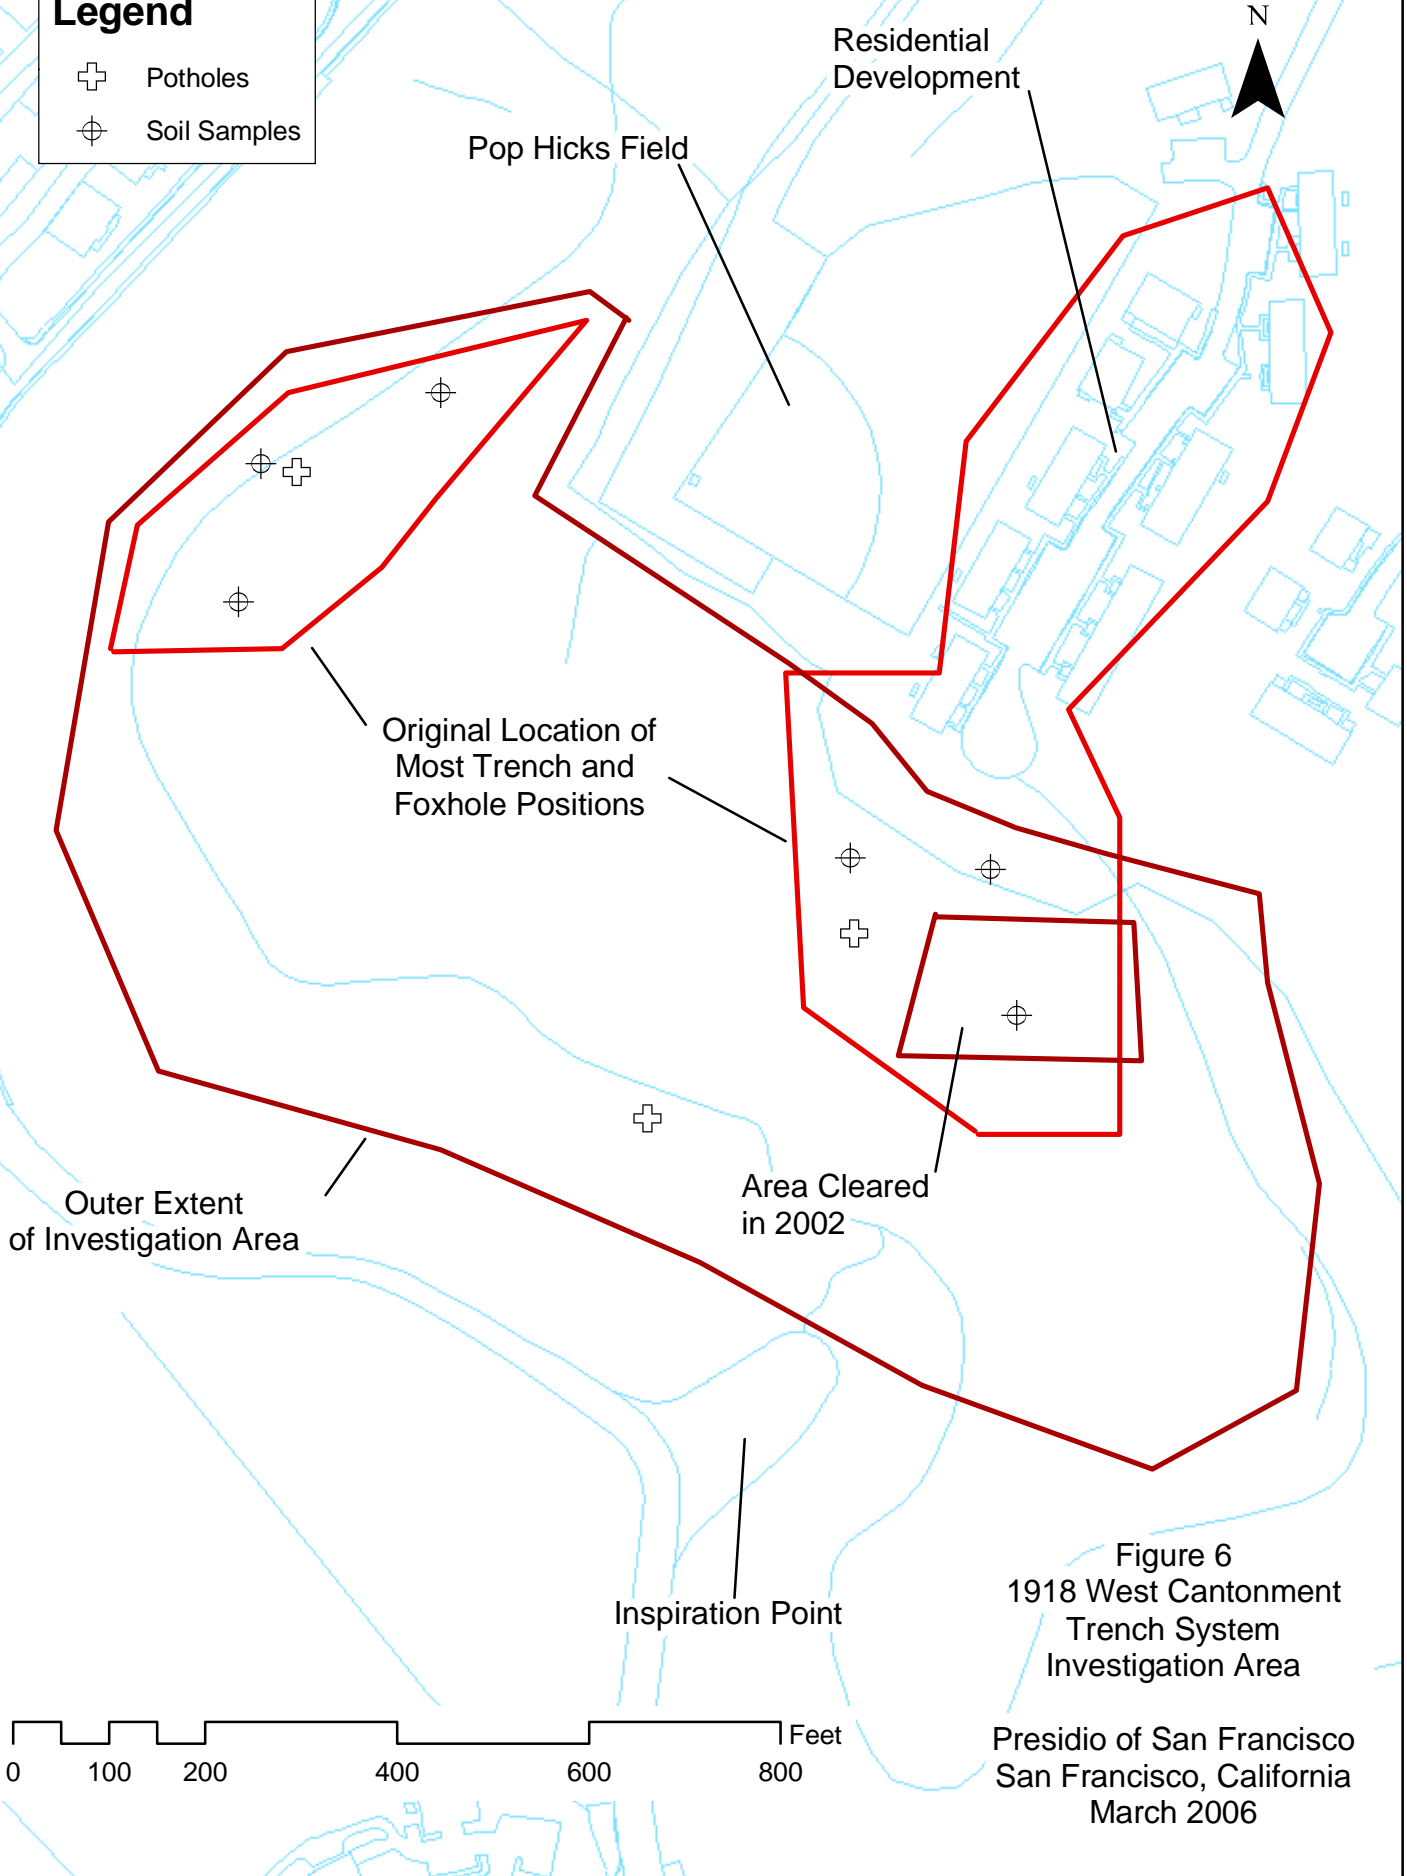 Legend
Potholes
Soil Samples
Residential
Development
N
Pop Hicks Field
Original Location of
Most Trench and
Foxhole Positions
Area Cleared
in 2002
Outer Extent
of Investigation Area
Inspiration Point
Figure 6
1918 West Cantonment
Trench System
Investigation Area
Presidio of San Francisco
San Francisco, California
March 2006
Feet
0 100 200 400 600 800